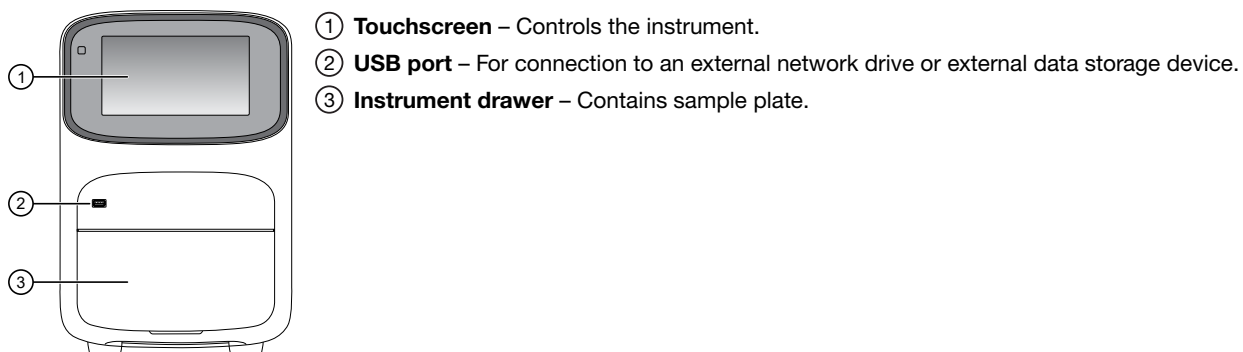 ① Touchscreen – Controls the instrument.
② USB port – For connection to an external network drive or external data storage device.
③ Instrument drawer – Contains sample plate.
①
②
③